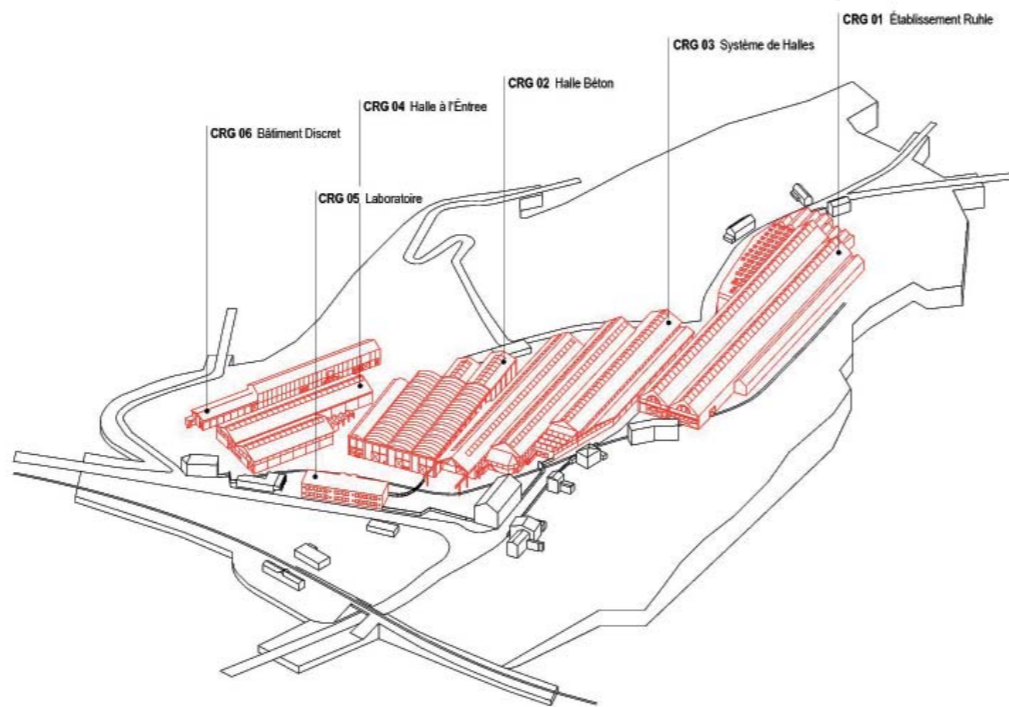 CRG 01 Établissement Ruhle
CRG 03 Système de Halles
CRG 02 Halle Béton
CRG 04 Halle à l'Éntree
CRG 06 Bâtiment Discret
CRG 05 Laboratoire